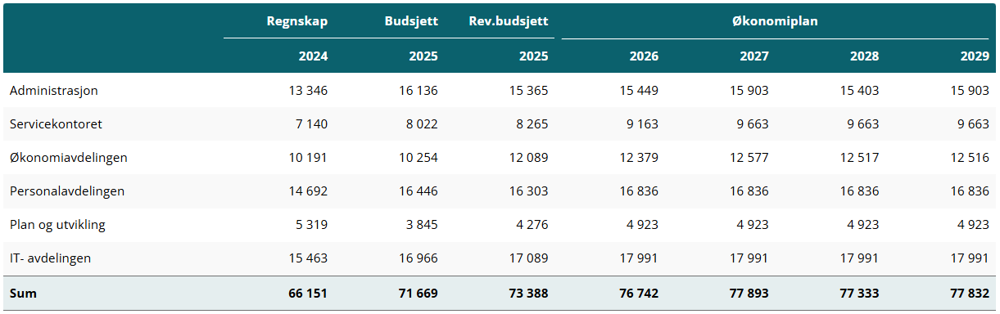 Regnskap Budsjett Rev.budsjett Økonomiplan
2024 2025 2025 2026 2027 2028 2029
Administrasjon 13 346 16 136 15 365 15 449 15 903 15 403 15 903
Servicekontoret 7 140 8 022 8 265 9 163 9 663 9 663 9 663
Økonomiavdelingen 10 191 10 254 12 089 12 379 12 577 12 517 12 516
Personalavdelingen 14 692 16 446 16 303 16 836 16 836 16 836 16 836
Plan og utvikling 5 319 3 845 4 276 4 923 4 923 4 923 4 923
IT- avdelingen 15 463 16 966 17 089 17 991 17 991 17 991 17 991
Sum 66 151 71 669 73 388 76 742 77 893 77 333 77 832